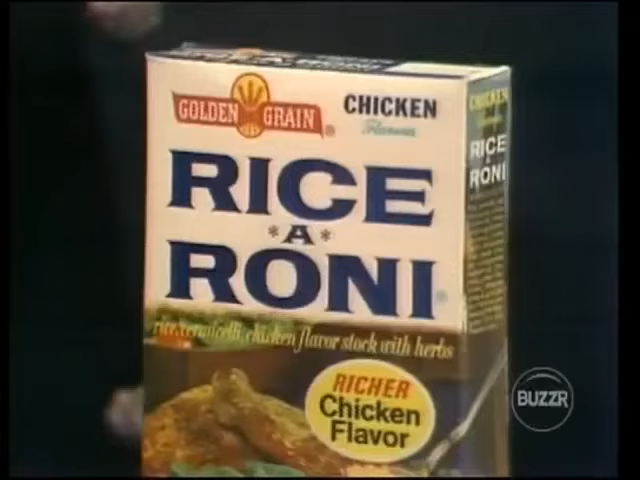 GOLDEN GRAIN
CHICKEN
Flavor
RICE
A
RONI
rice, vermicelli, chicken flavor stock with herbs
RICHER
Chicken
Flavor
CHICKEN
RICE
A
RONI
BUZZR